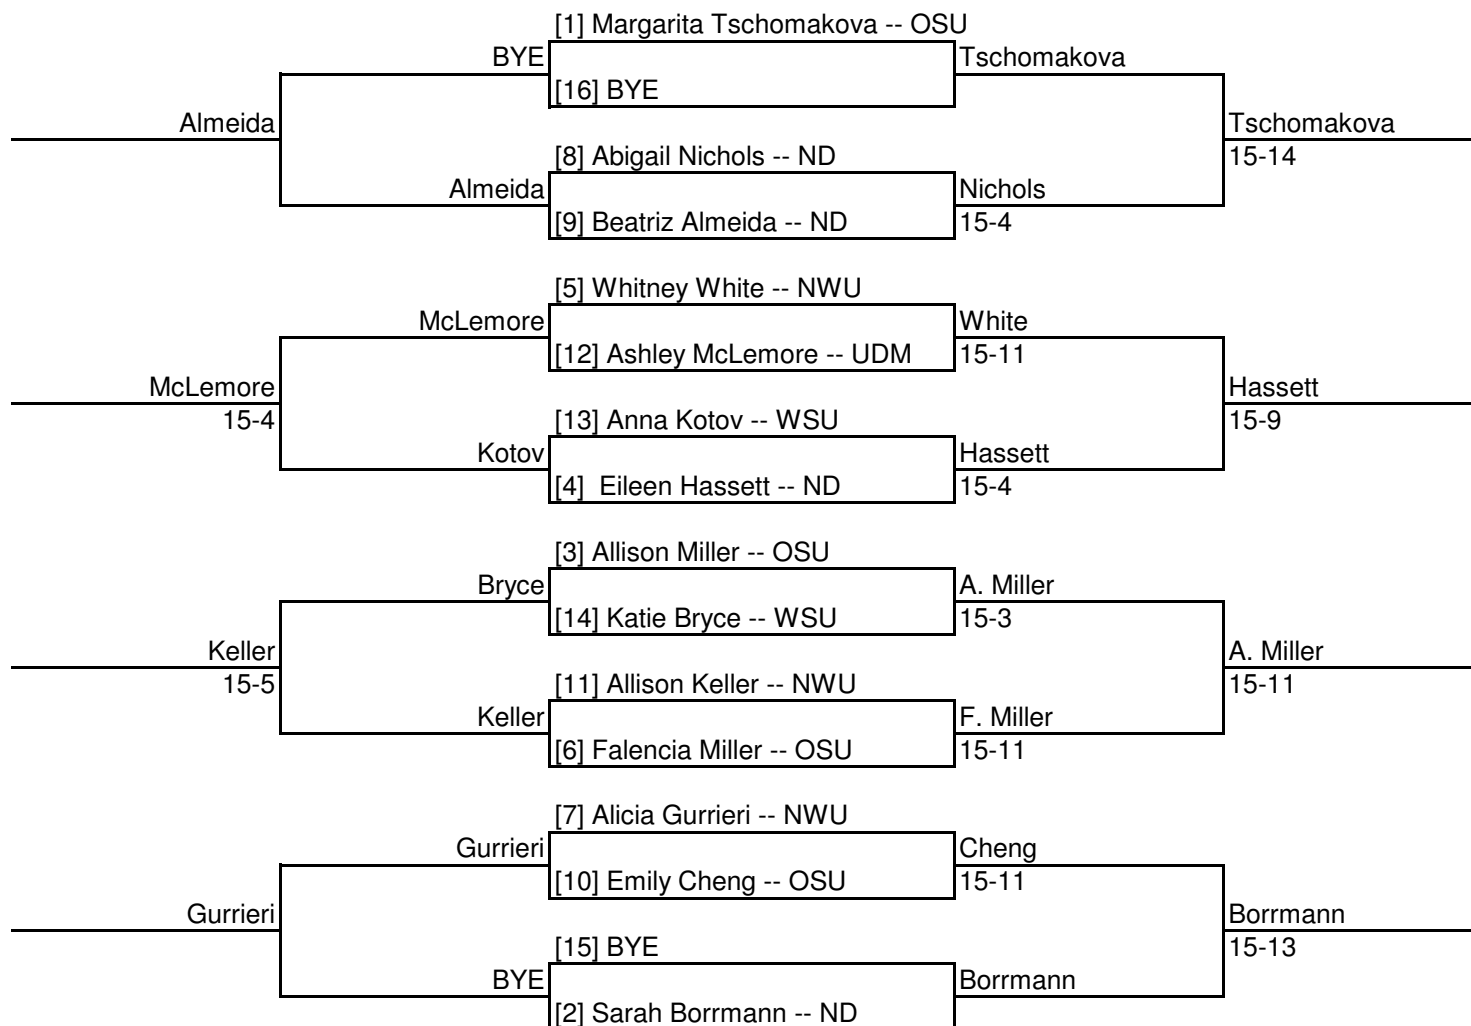 [1] Margarita Tschomakova -- OSU
BYE Tschomakova
[16] BYE
Almeida Tschomakova
[8] Abigail Nichols -- ND 15-14
Almeida Nichols
[9] Beatriz Almeida -- ND 15-4
[5] Whitney White -- NWU
McLemore White
[12] Ashley McLemore -- UDM 15-11
McLemore Hassett
15-4 [13] Anna Kotov -- WSU 15-9
Kotov Hassett
[4] Eileen Hassett -- ND 15-4
[3] Allison Miller -- OSU
Bryce A. Miller
[14] Katie Bryce -- WSU 15-3
Keller A. Miller
15-5 [11] Allison Keller -- NWU 15-11
Keller F. Miller
[6] Falencia Miller -- OSU 15-11
[7] Alicia Gurrieri -- NWU
Gurrieri Cheng
[10] Emily Cheng -- OSU 15-11
Gurrieri Borrmann
[15] BYE 15-13
BYE Borrmann
[2] Sarah Borrmann -- ND